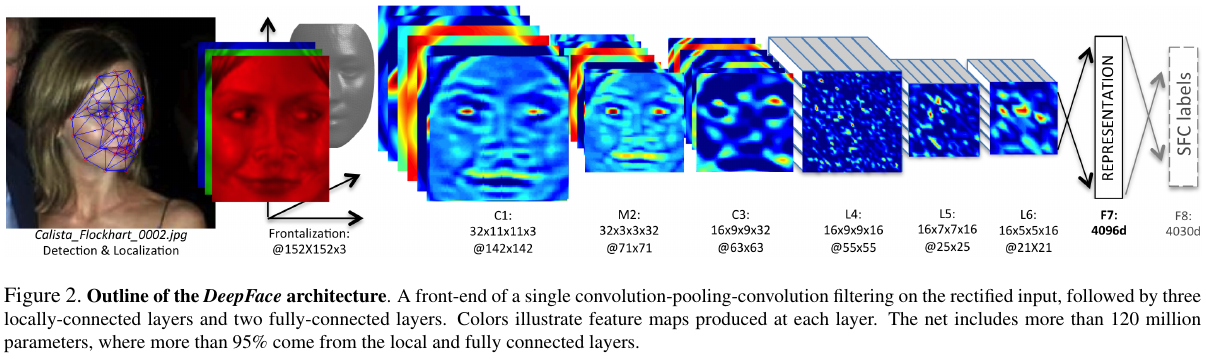 Calista_Flockhart_0002.jpg
Detection & Localization
Frontalization:
@152X152x3
C1:
32x11x11x3
@142x142
M2:
32x3x3x32
@71x71
C3:
16x9x9x32
@63x63
L4:
16x9x9x16
@55x55
L5:
16x7x7x16
@25x25
L6:
16x5x5x16
@21X21
REPRESENTATION
F7:
4096d
SFC labels
F8:
4030d
Figure 2. Outline of the DeepFace architecture. A front-end of a single convolution-pooling-convolution filtering on the rectified input, followed by three
locally-connected layers and two fully-connected layers. Colors illustrate feature maps produced at each layer. The net includes more than 120 million
parameters, where more than 95% come from the local and fully connected layers.